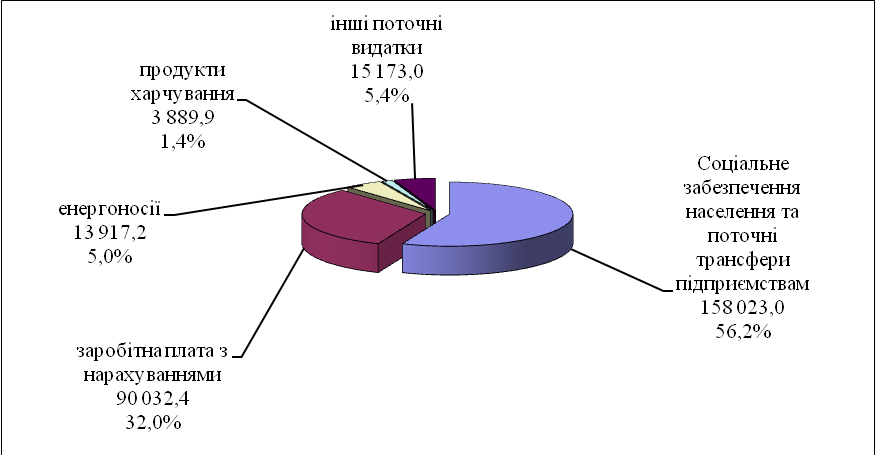 інші поточні
видатки
15 173,0
5,4%
продукти
харчування
3 889,9
1,4%
енергоносії
13 917,2
5,0%
заробітна плата з
нарахуваннями
90 032,4
32,0%
Соціальне
забезпечення
населення та
поточні
трансфери
підприємствам
158 023,0
56,2%